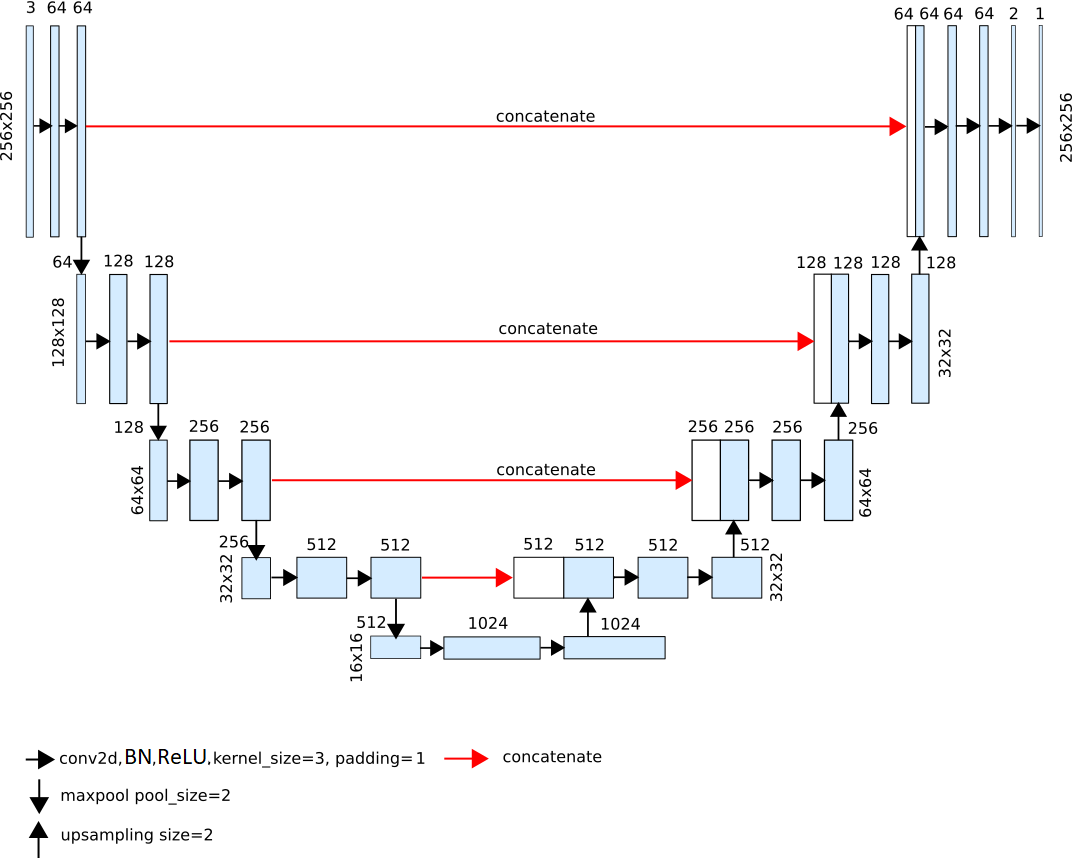 3 64 64
64 64 64 64 2 1
256x256
concatenate
256x256
64 128 128
128 128 128 128
128x128
concatenate
32x32
128 256 256
256 256 256 256
64x64
concatenate
64x64
256 512 512
512 512 512 512
32x32
32x32
512 1024 1024
16x16
conv2d,BN,ReLU,kernel_size=3, padding=1
concatenate
maxpool pool_size=2
upsampling size=2